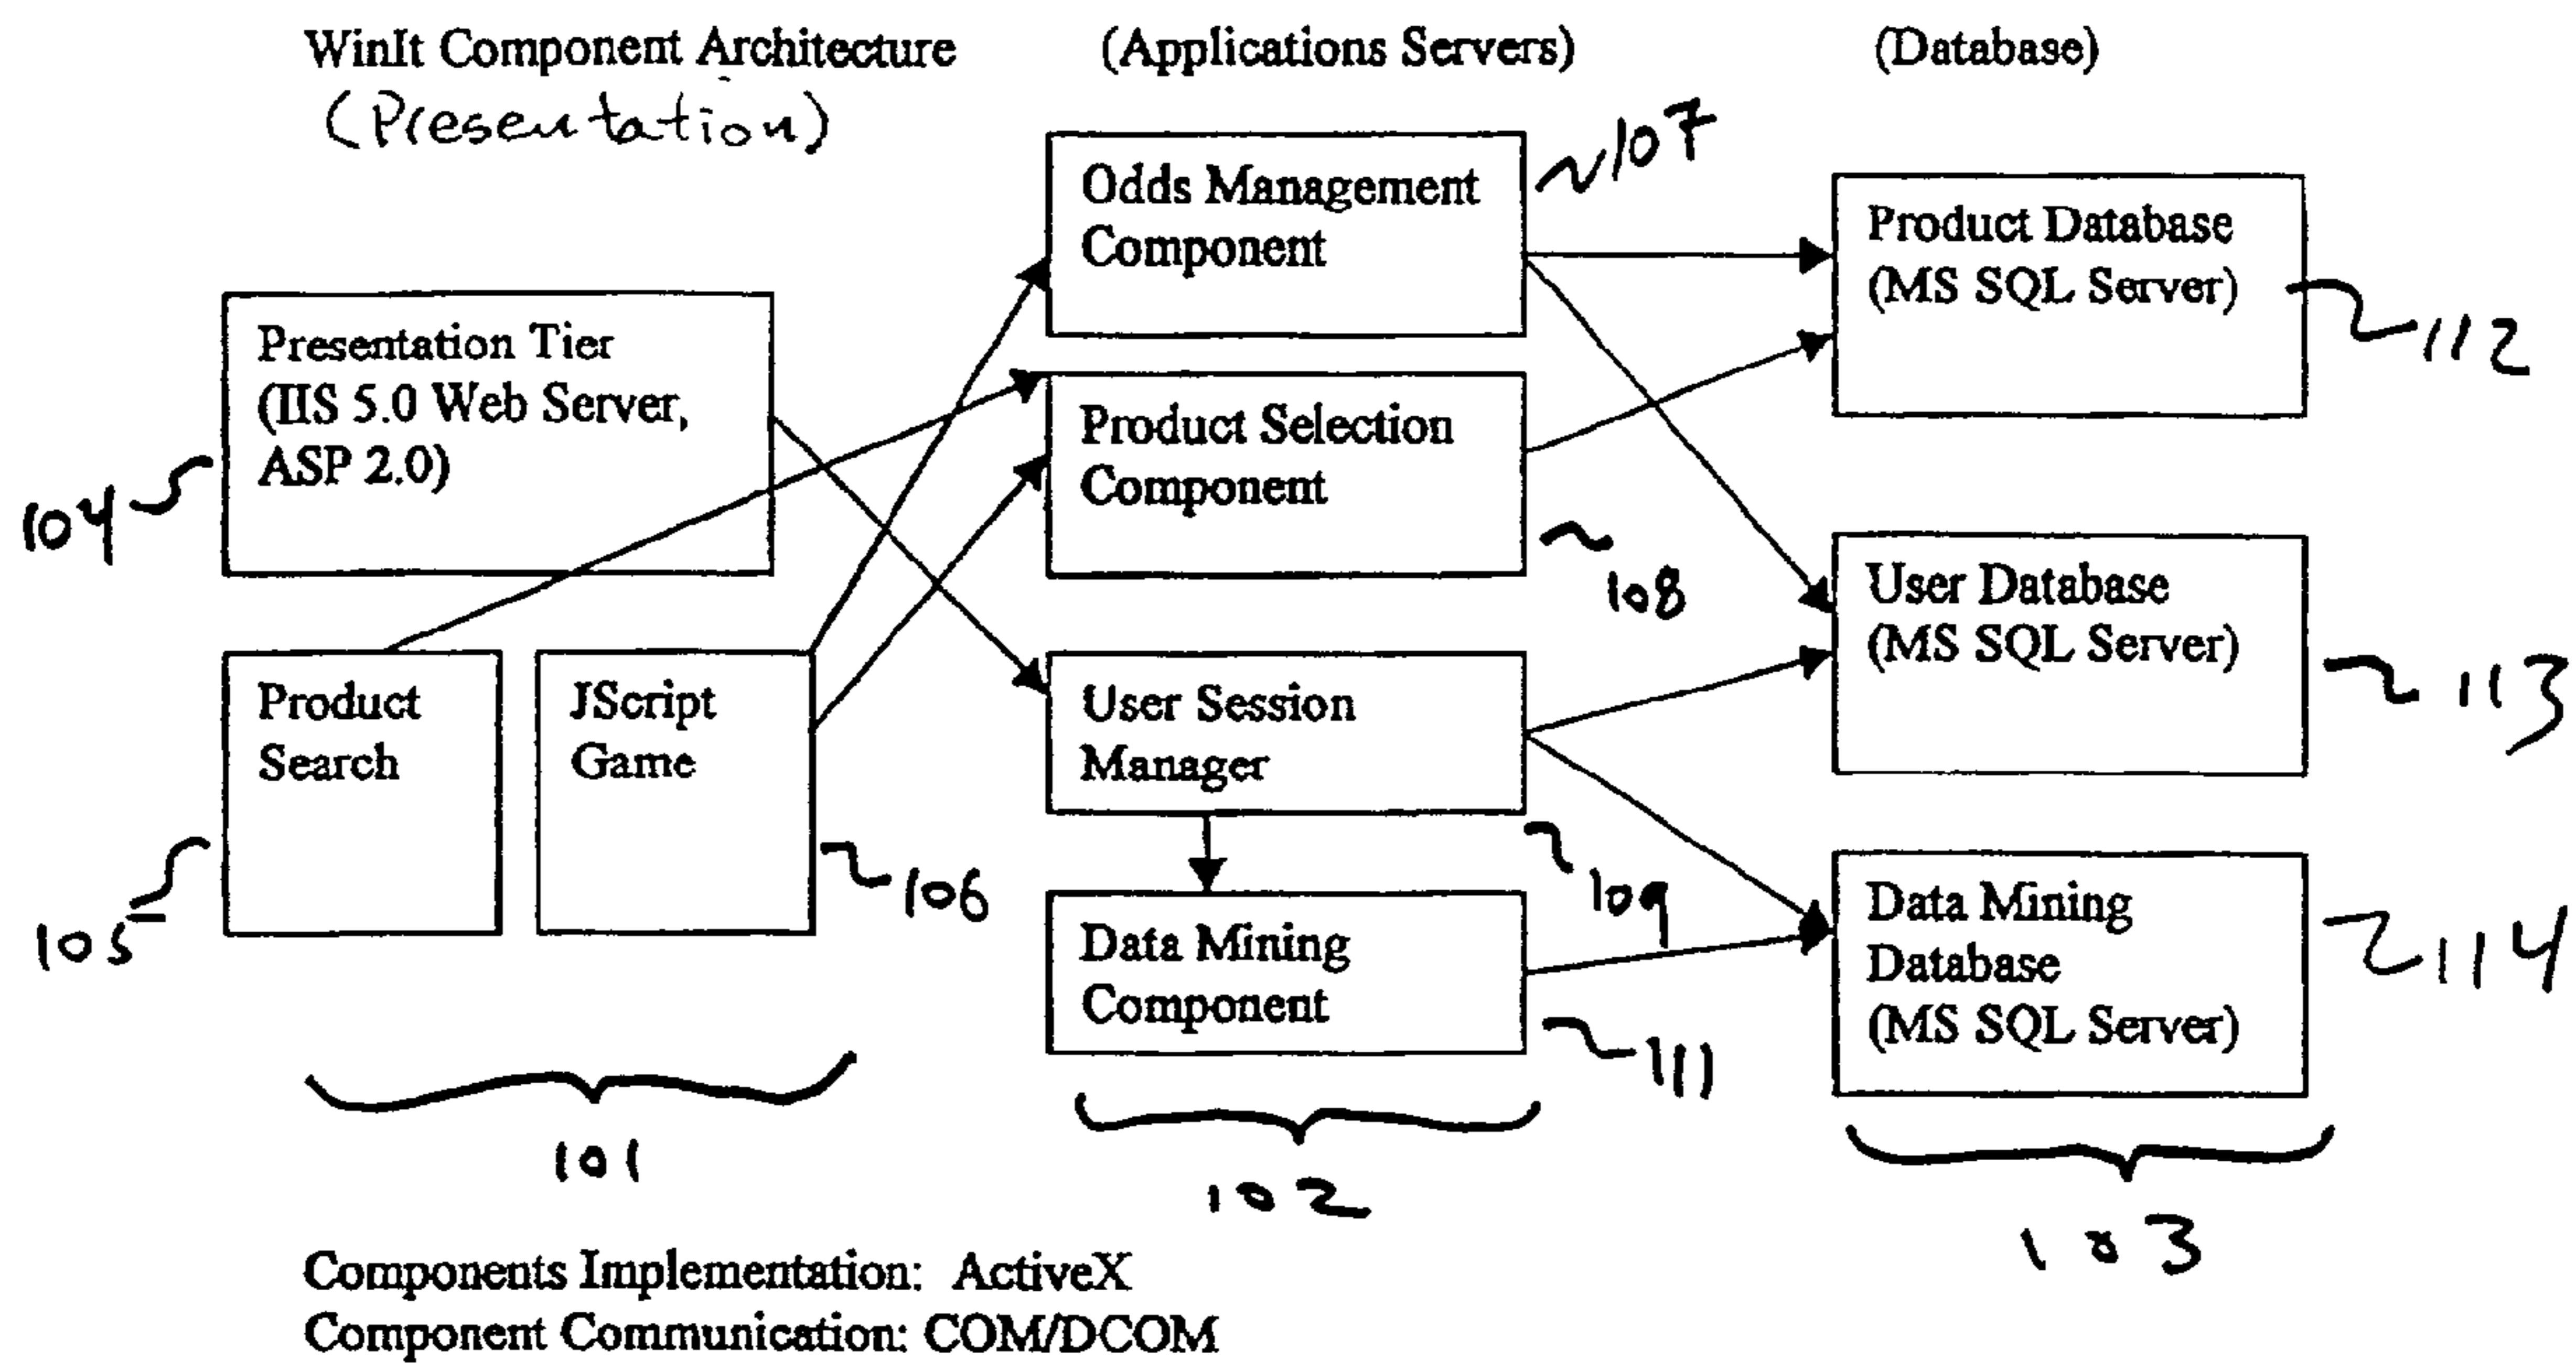 WinIt Component Architecture
(Presentation)
(Applications Servers)
(Database)
Presentation Tier
(IIS 5.0 Web Server,
ASP 2.0)
104
Product
Search
105
JScript
Game
106
101
Odds Management
Component
107
Product Selection
Component
108
User Session
Manager
109
Data Mining
Component
111
102
Product Database
(MS SQL Server)
112
User Database
(MS SQL Server)
113
Data Mining
Database
(MS SQL Server)
114
103
Components Implementation: ActiveX
Component Communication: COM/DCOM